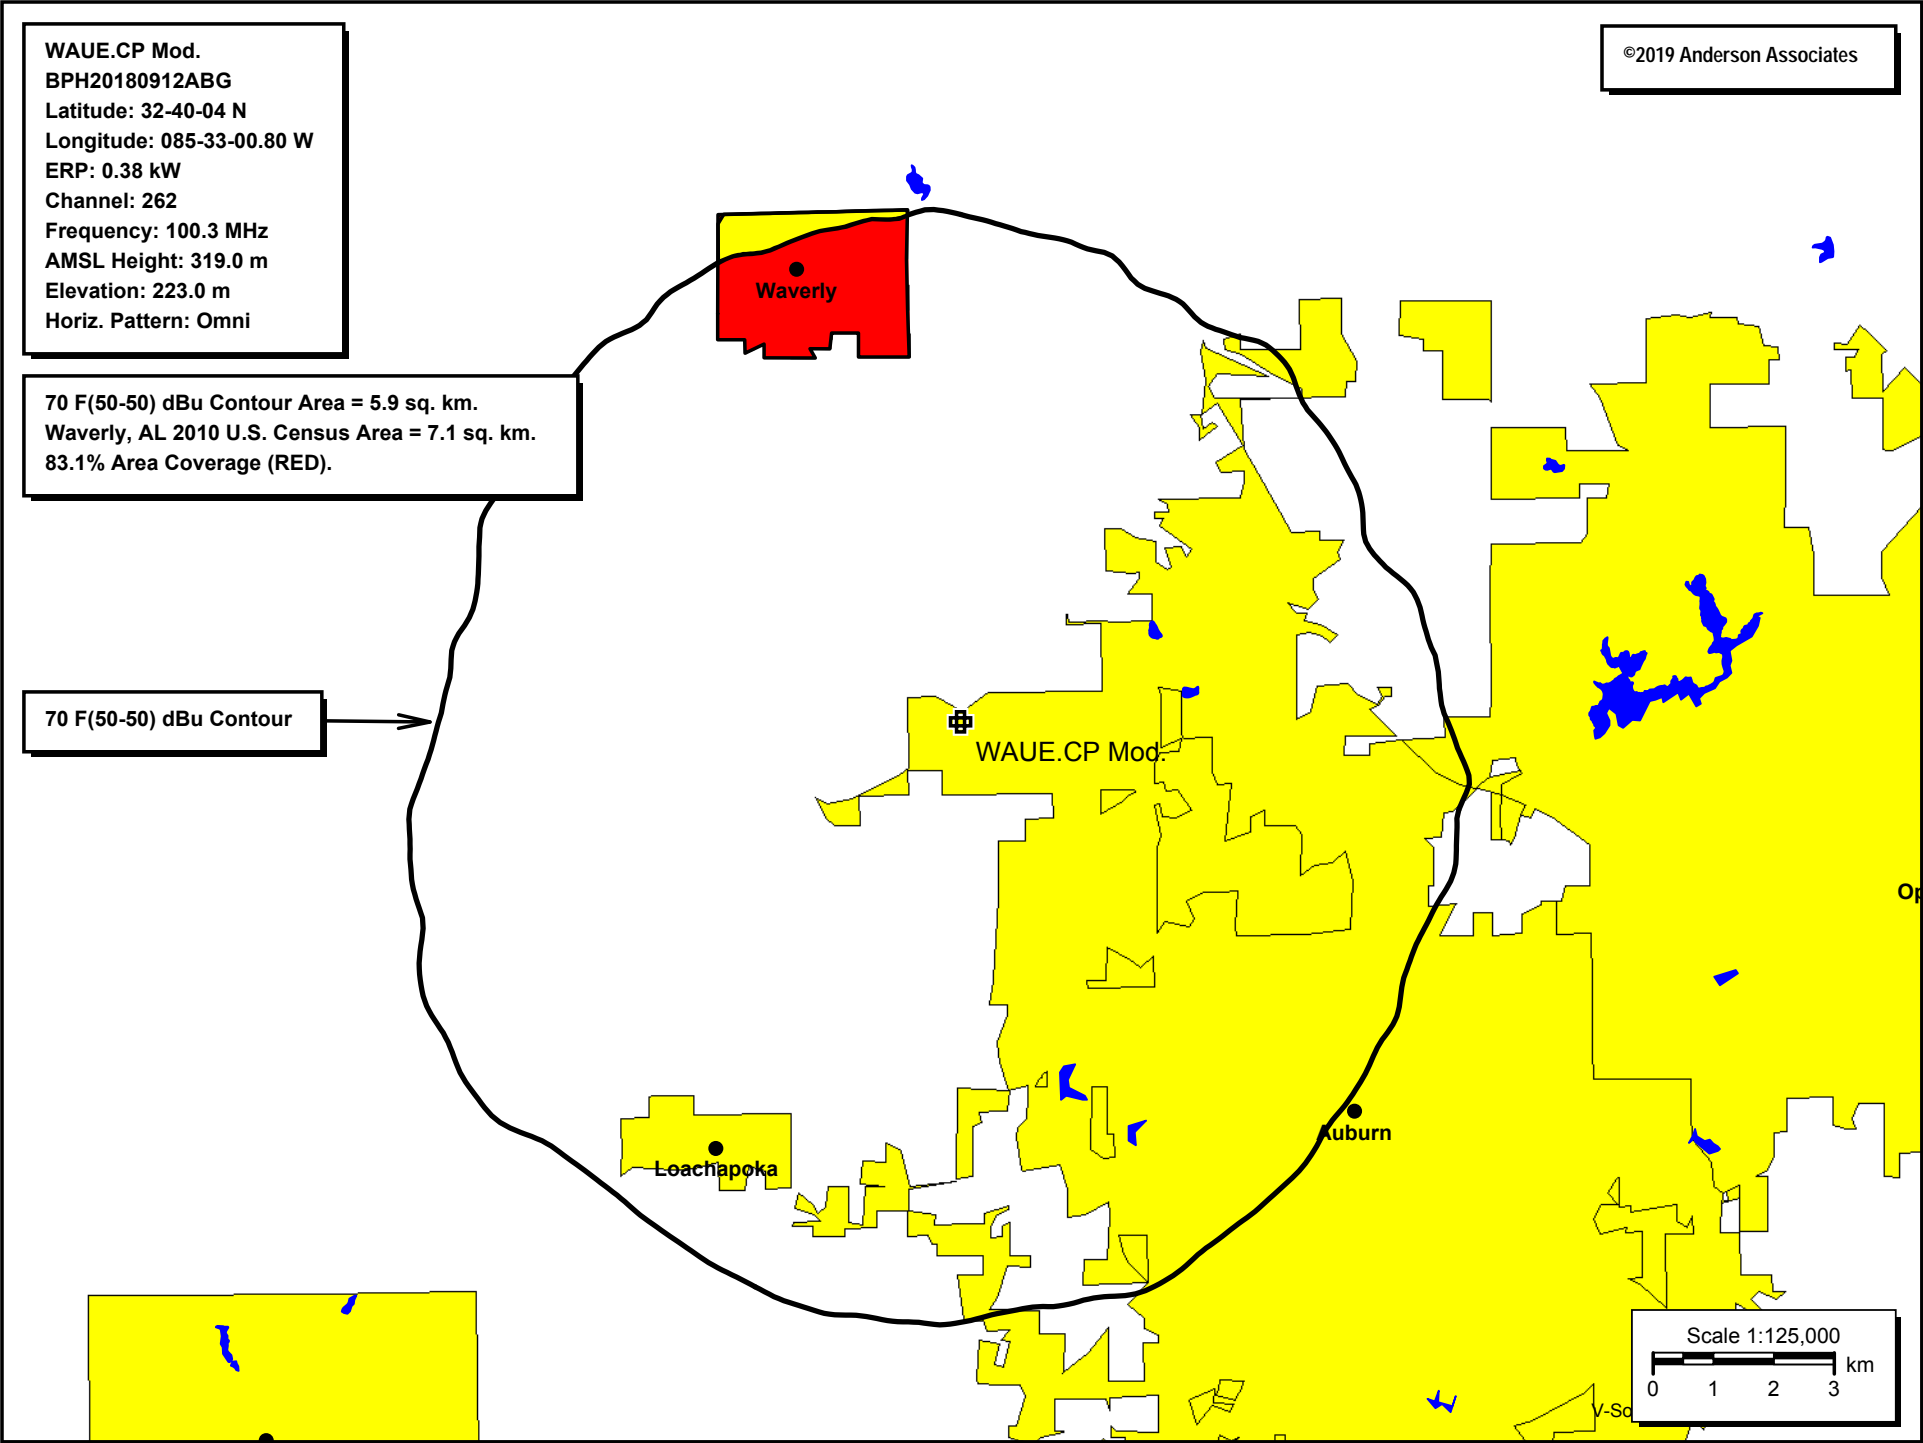 WAUE.CP Mod.
BPH20180912ABG
Latitude: 32-40-04 N
Longitude: 085-33-00.80 W
ERP: 0.38 kW
Channel: 262
Frequency: 100.3 MHz
AMSL Height: 319.0 m
Elevation: 223.0 m
Horiz. Pattern: Omni
©2019 Anderson Associates
Waverly
70 F(50-50) dBu Contour Area = 5.9 sq. km.
Waverly, AL 2010 U.S. Census Area = 7.1 sq. km.
83.1% Area Coverage (RED).
70 F(50-50) dBu Contour
WAUE.CP Mod.
Op
Auburn
Loachapoka
Scale 1:125,000
km
0 1 2 3
V-So